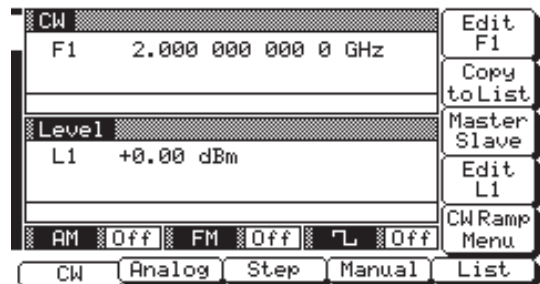 CW
F1 2.000 000 000 0 GHz
Level
L1 +0.00 dBm
AM Off FM Off Off
Edit
F1
Copy
to List
Master
Slave
Edit
L1
CW Ramp
Menu
CW Analog Step Manual List